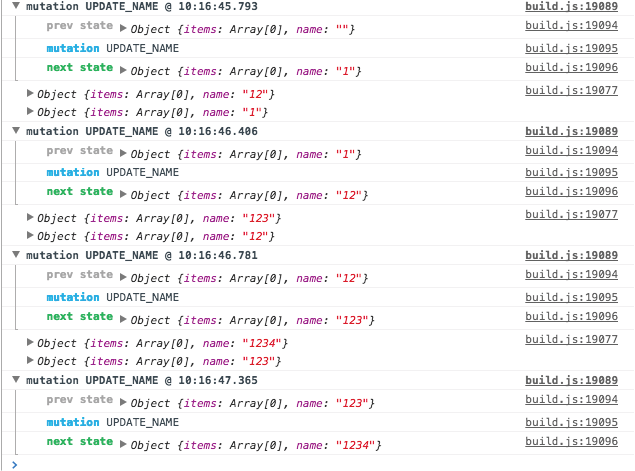 ▼ mutation UPDATE_NAME @ 10:16:45.793 build.js:19089
prev state ▶ Object {items: Array[0], name: ""} build.js:19094
mutation UPDATE_NAME build.js:19095
next state ▶ Object {items: Array[0], name: "1"} build.js:19096
▶ Object {items: Array[0], name: "12"} build.js:19077
▶ Object {items: Array[0], name: "1"}
▼ mutation UPDATE_NAME @ 10:16:46.406 build.js:19089
prev state ▶ Object {items: Array[0], name: "1"} build.js:19094
mutation UPDATE_NAME build.js:19095
next state ▶ Object {items: Array[0], name: "12"} build.js:19096
▶ Object {items: Array[0], name: "123"} build.js:19077
▶ Object {items: Array[0], name: "12"}
▼ mutation UPDATE_NAME @ 10:16:46.781 build.js:19089
prev state ▶ Object {items: Array[0], name: "12"} build.js:19094
mutation UPDATE_NAME build.js:19095
next state ▶ Object {items: Array[0], name: "123"} build.js:19096
▶ Object {items: Array[0], name: "1234"} build.js:19077
▶ Object {items: Array[0], name: "123"}
▼ mutation UPDATE_NAME @ 10:16:47.365 build.js:19089
prev state ▶ Object {items: Array[0], name: "123"} build.js:19094
mutation UPDATE_NAME build.js:19095
next state ▶ Object {items: Array[0], name: "1234"} build.js:19096
>